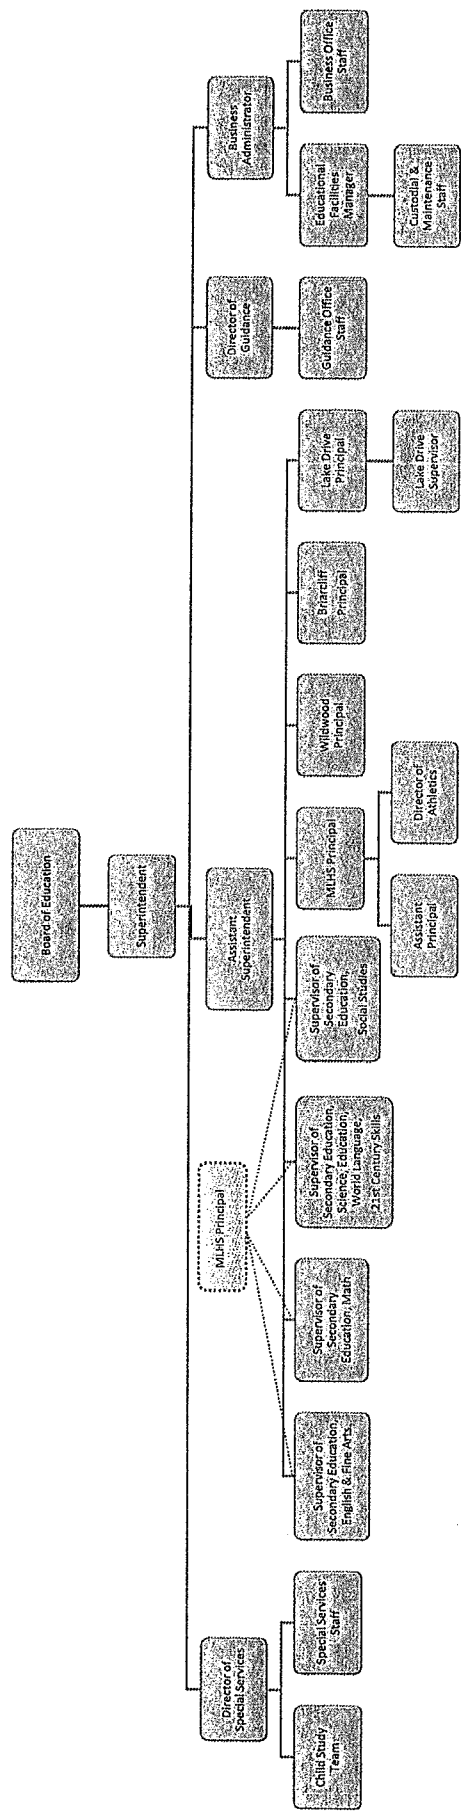 Board of Education
Superintendent
Director of
Special Services
MLHS Principal
Assistant
Superintendent
Director of
Guidance
Business
Administrator
Child Study
Team
Special Services
Staff
Supervisor of
Secondary Education,
English & Fine Arts
Supervisor of
Secondary
Education, Math
Supervisor of
Secondary Education,
Science, Education,
World Language,
21st Century Skills
Supervisor of
Secondary
Education,
Social Studies
MLHS Principal
Wildwood
Principal
Briarcliff
Principal
Lake Drive
Principal
Guidance Office
Staff
Educational
Facilities
Manager
Business Office
Staff
Assistant
Principal
Director of
Athletics
Lake Drive
Supervisor
Custodial &
Maintenance
Staff